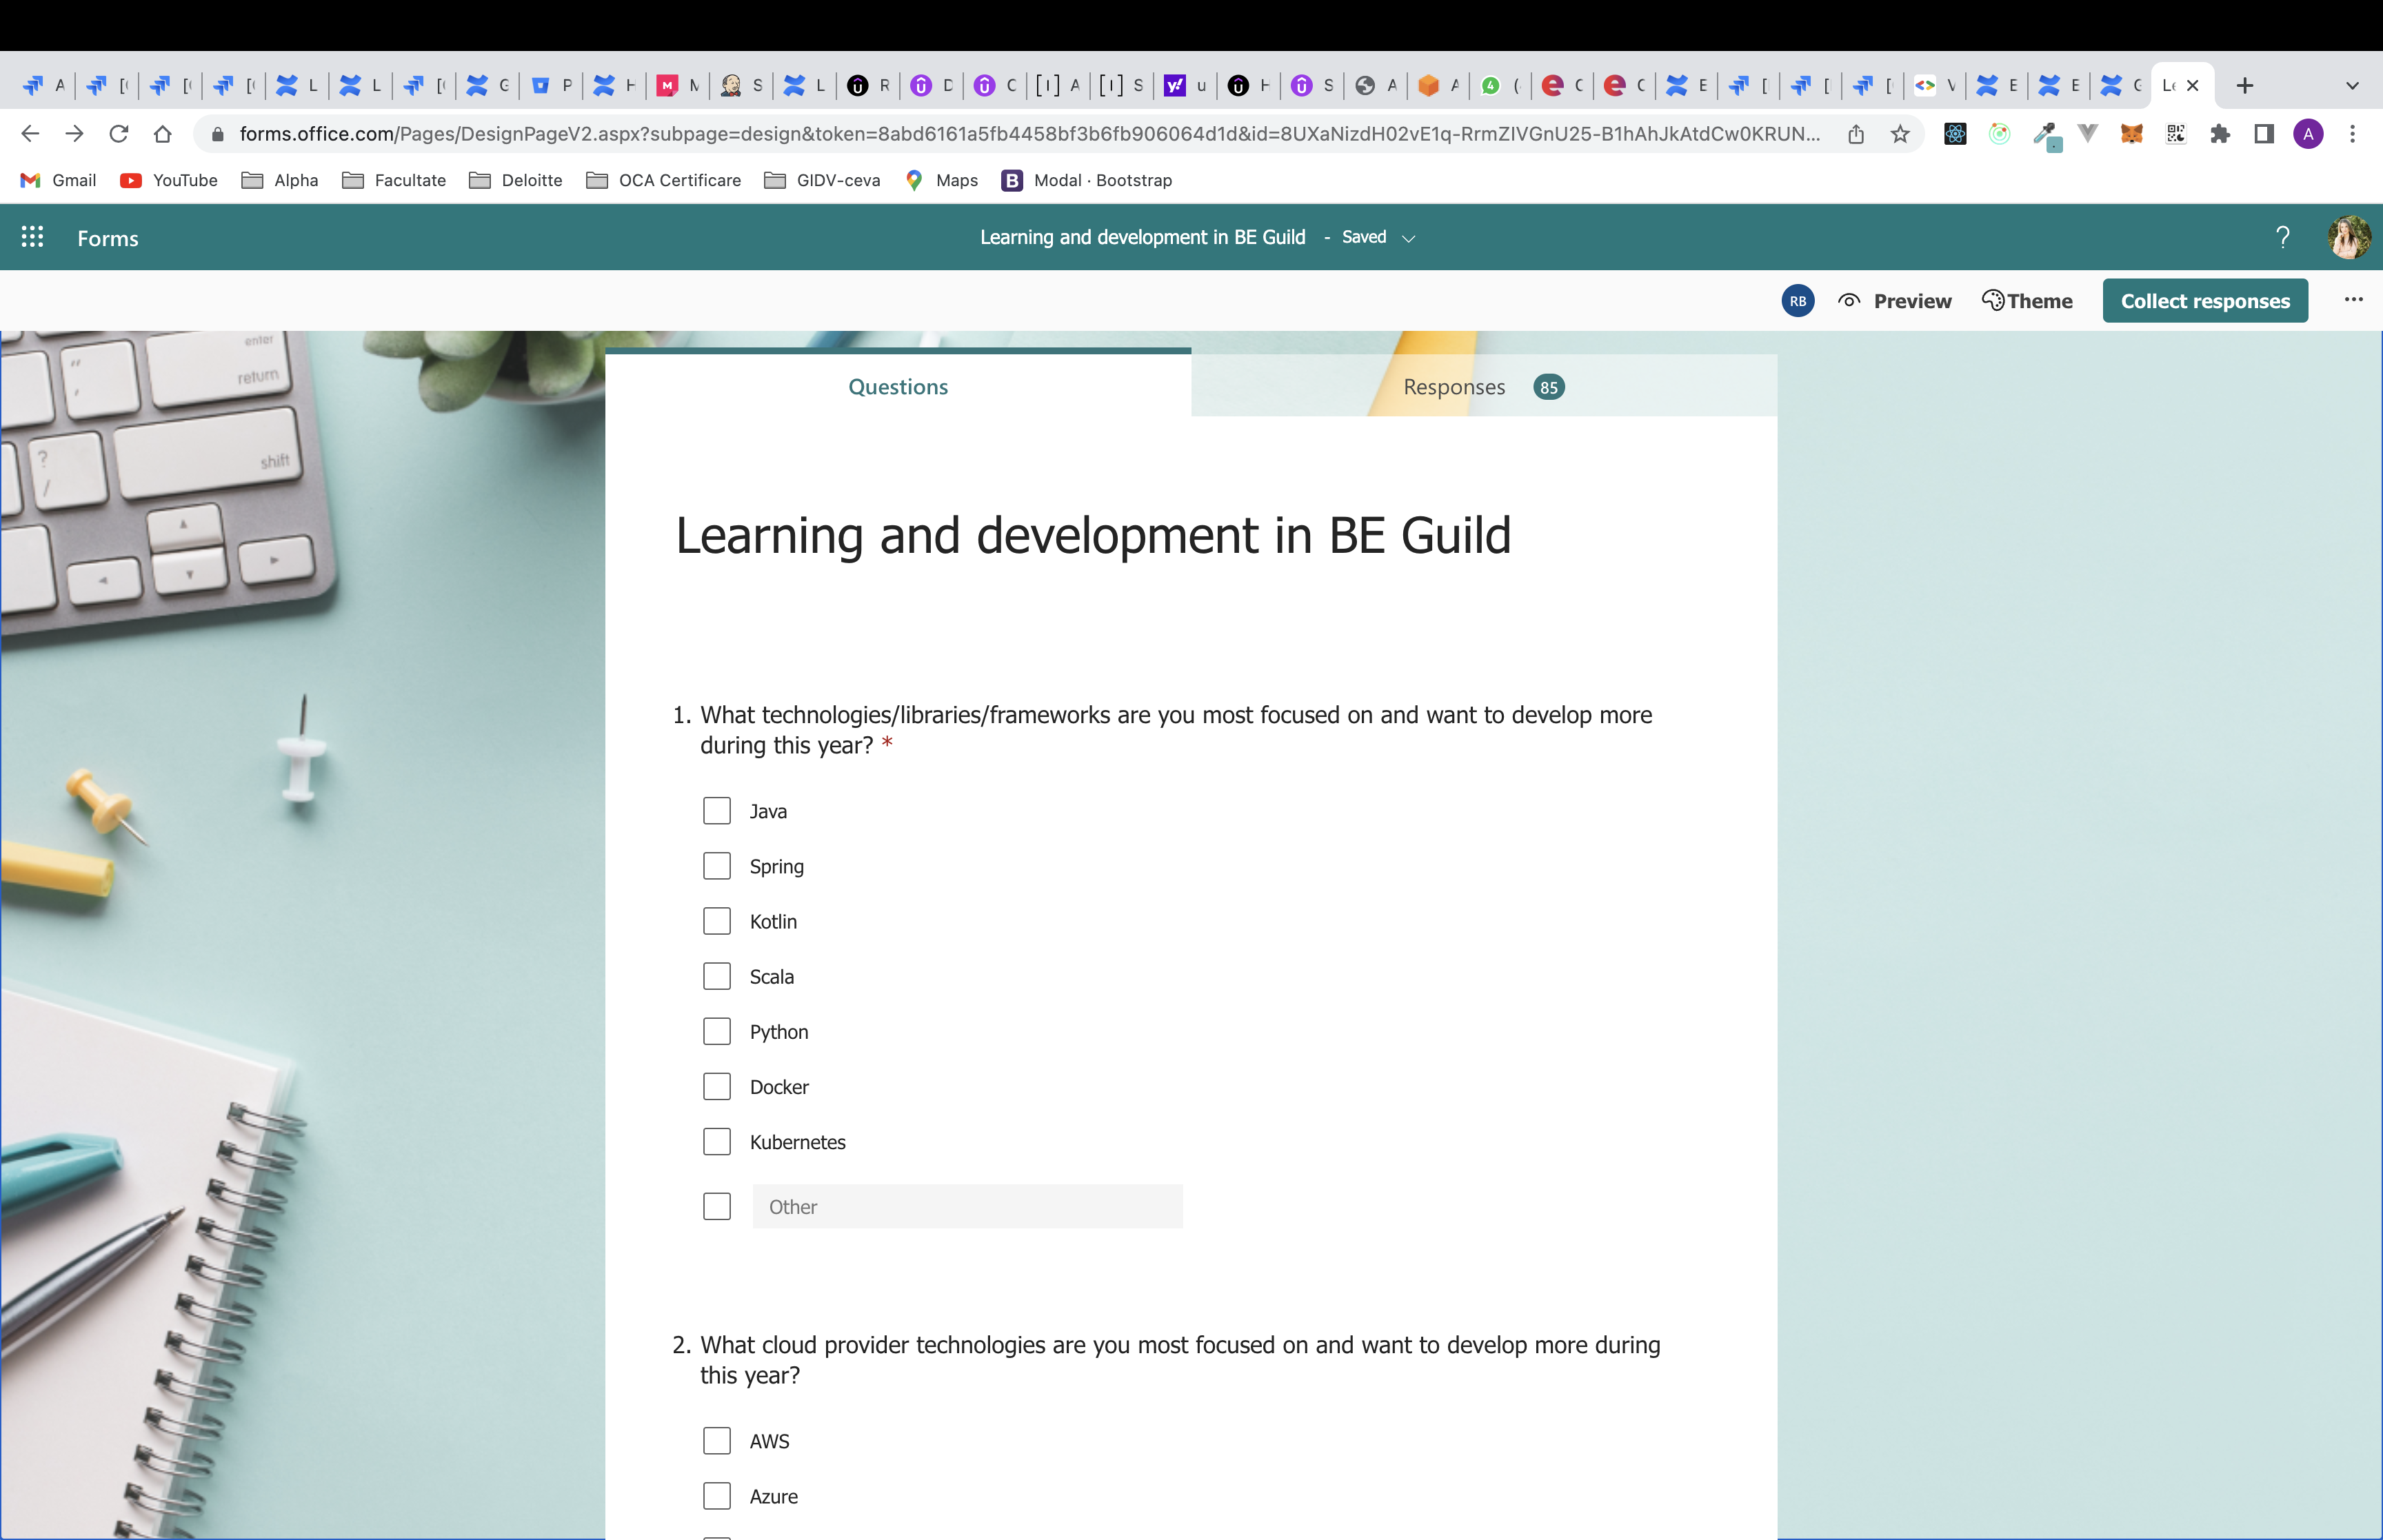 A [ [ [ L L [ G P H M S L R D C A S u H S A A ( C C E [ [ [ V E E G Le
forms.office.com/Pages/DesignPageV2.aspx?subpage=design&token=8abd6161a5fb4458bf3b6fb906064d1d&id=8UXaNizdH02vE1q-RrmZIVGnU25-B1hAhJkAtdCw0KRUN...
A
Gmail YouTube Alpha Facultate Deloitte OCA Certificare GIDV-ceva Maps B Modal · Bootstrap
Forms
Learning and development in BE Guild - Saved
?
RB Preview Theme Collect responses ...
enter
return
shift
? /
Questions
Responses 85
Learning and development in BE Guild
1. What technologies/libraries/frameworks are you most focused on and want to develop more
during this year? *
Java
Spring
Kotlin
Scala
Python
Docker
Kubernetes
Other
2. What cloud provider technologies are you most focused on and want to develop more during
this year?
AWS
Azure